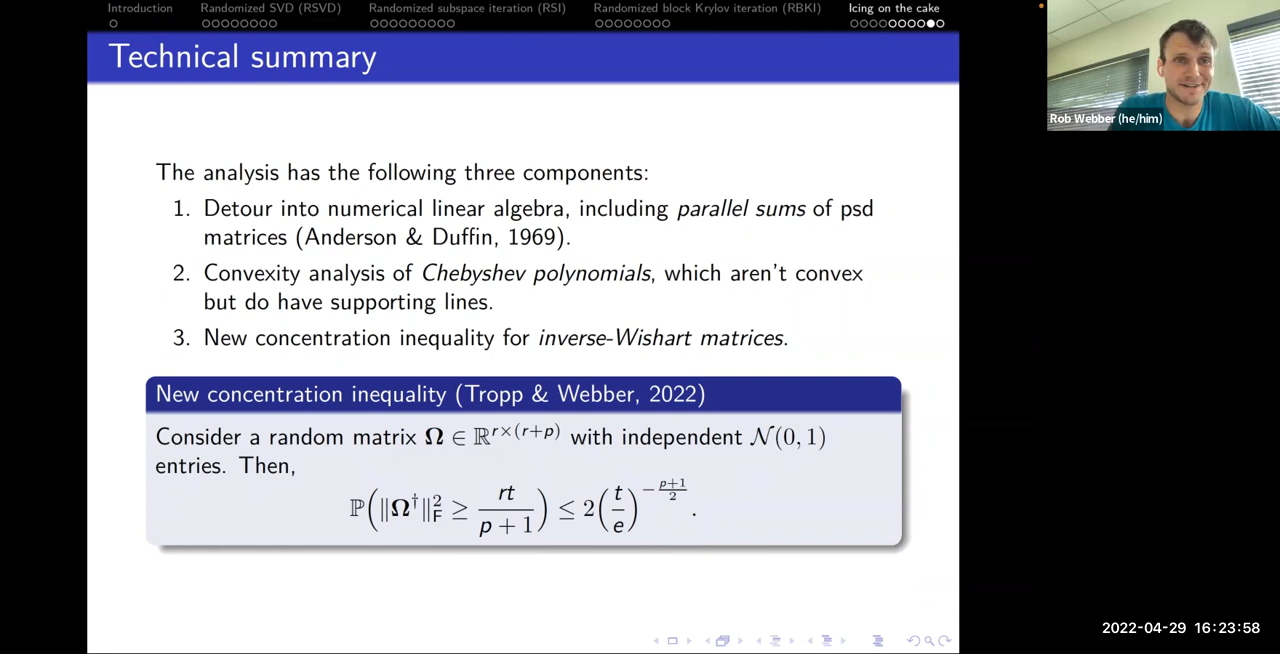 Introduction Randomized SVD (RSVD) Randomized subspace iteration (RSI) Randomized block Krylov iteration (RBKI) Icing on the cake
Technical summary
Rob Webber (he/him)
The analysis has the following three components:
1. Detour into numerical linear algebra, including parallel sums of psd
matrices (Anderson & Duffin, 1969).
2. Convexity analysis of Chebyshev polynomials, which aren't convex
but do have supporting lines.
3. New concentration inequality for inverse-Wishart matrices.
New concentration inequality (Tropp & Webber, 2022)
Consider a random matrix Ω ∈ ℝ^{r×(r+p)} with independent 𝒩(0, 1)
entries. Then,
ℙ(‖Ω†‖²_F ≥ rt/(p + 1)) ≤ 2(t/e)^{−(p+1)/2}.
2022-04-29 16:23:58